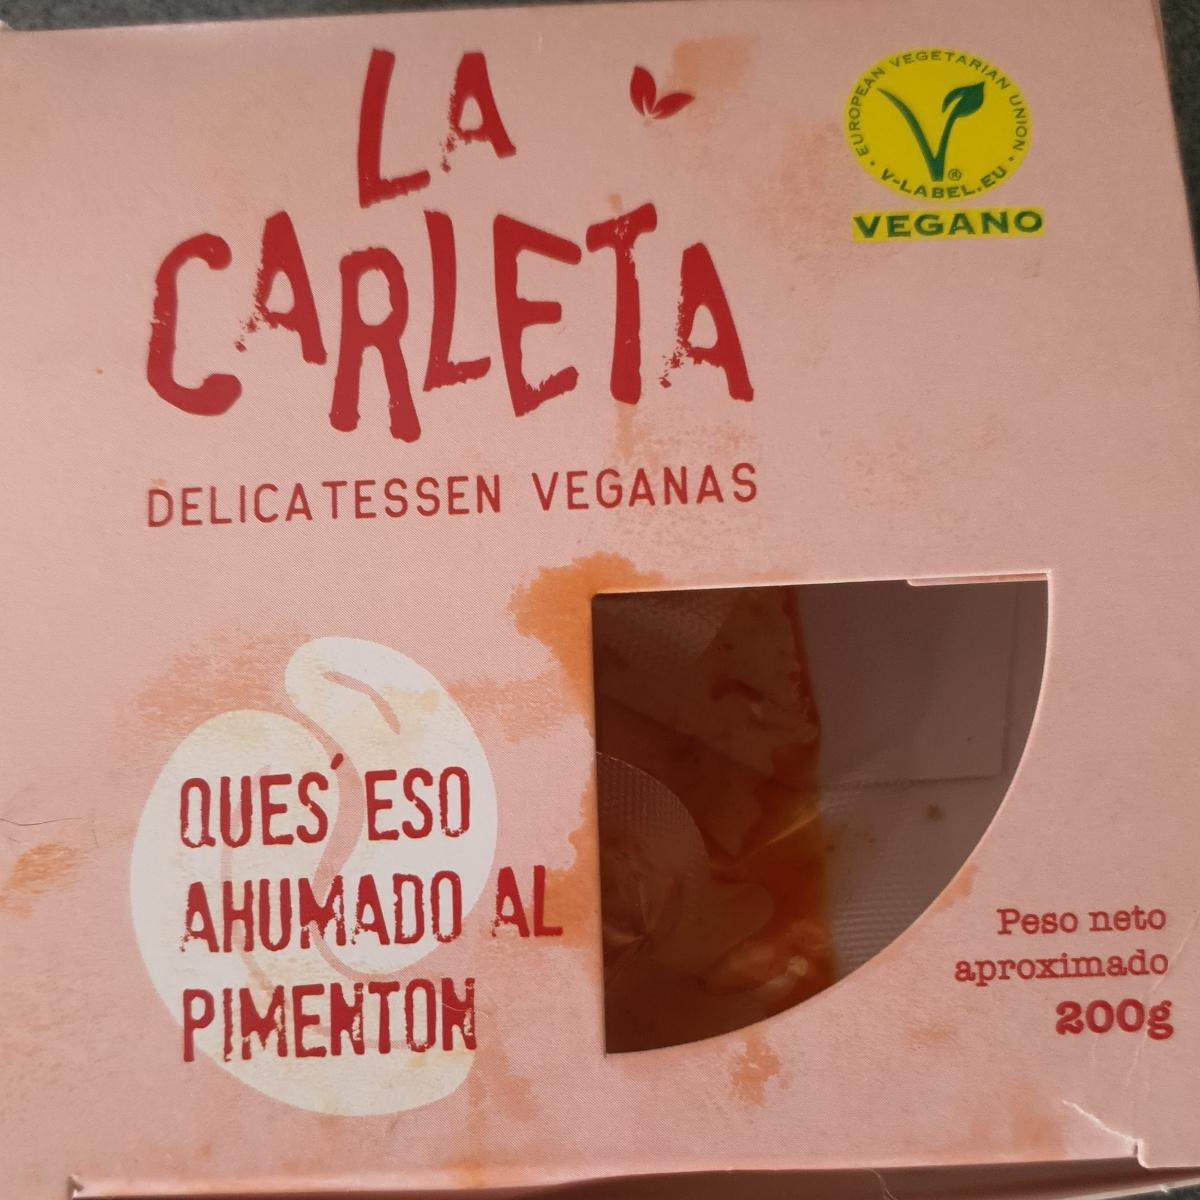 LA
CARLETA
DELICATESSEN VEGANAS
EUROPEAN VEGETARIAN UNION
V-LABEL.EU
®
VEGANO
QUES´ESO
AHUMADO AL
PIMENTON
Peso neto
aproximado
200g